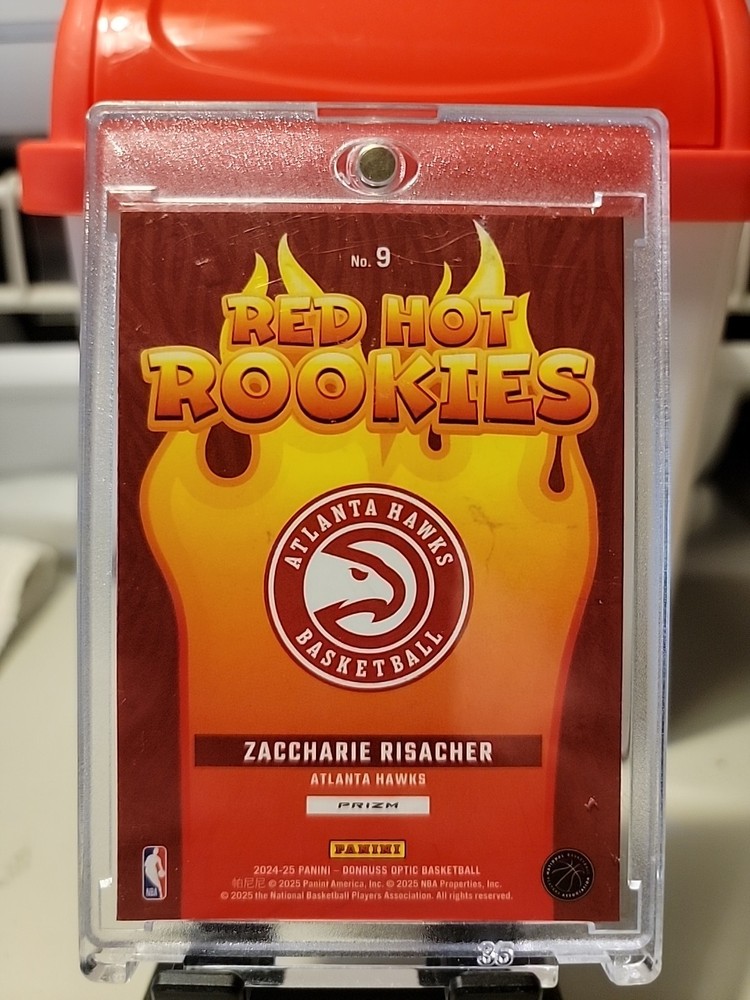 No. 9
RED HOT
ROOKIES
ATLANTA HAWKS
BASKETBALL
ZACCHARIE RISACHER
ATLANTA HAWKS
PRIZM
PANINI
2024-25 PANINI – DONRUSS OPTIC BASKETBALL
帕尼尼 © 2025 Panini America, Inc. © 2025 NBA Properties, Inc.
© 2025 the National Basketball Players Association. All rights reserved.
NBA
35